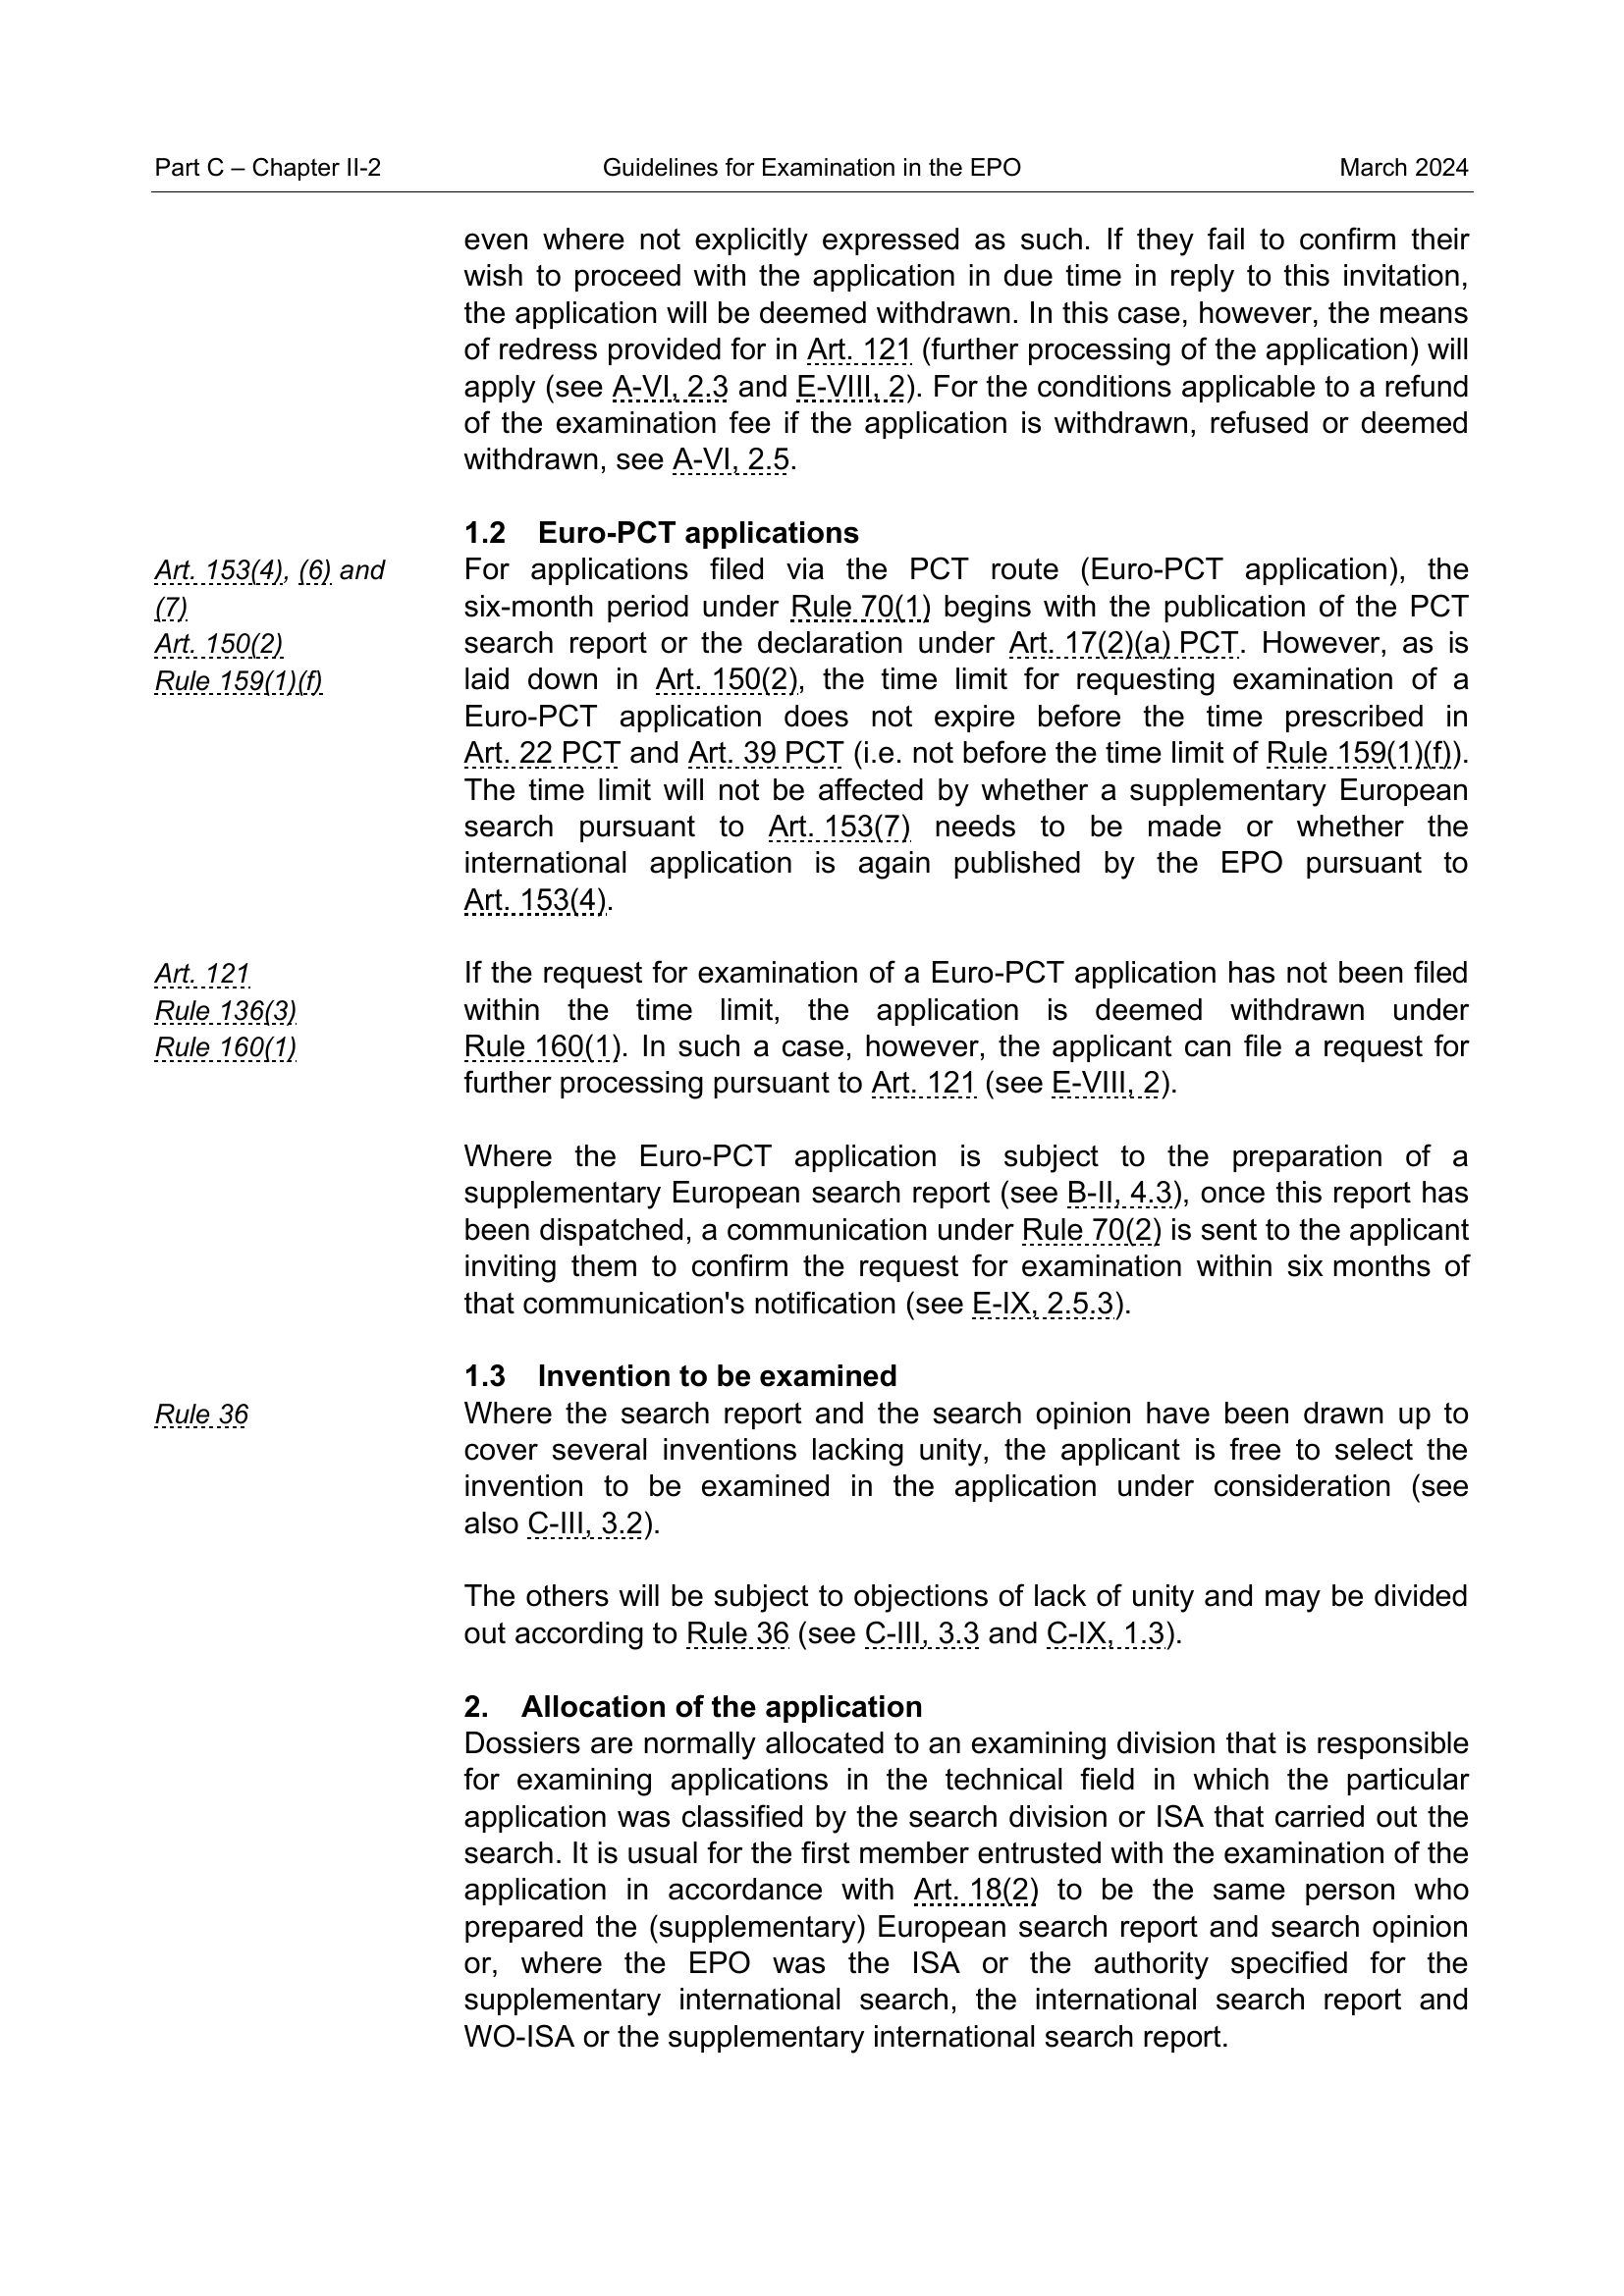 Part C – Chapter II-2 Guidelines for Examination in the EPO March 2024
even where not explicitly expressed as such. If they fail to confirm their
wish to proceed with the application in due time in reply to this invitation,
the application will be deemed withdrawn. In this case, however, the means
of redress provided for in Art. 121 (further processing of the application) will
apply (see A-VI, 2.3 and E-VIII, 2). For the conditions applicable to a refund
of the examination fee if the application is withdrawn, refused or deemed
withdrawn, see A-VI, 2.5.
1.2 Euro-PCT applications
Art. 153(4), (6) and
(7)
Art. 150(2)
Rule 159(1)(f)
For applications filed via the PCT route (Euro-PCT application), the
six-month period under Rule 70(1) begins with the publication of the PCT
search report or the declaration under Art. 17(2)(a) PCT. However, as is
laid down in Art. 150(2), the time limit for requesting examination of a
Euro-PCT application does not expire before the time prescribed in
Art. 22 PCT and Art. 39 PCT (i.e. not before the time limit of Rule 159(1)(f)).
The time limit will not be affected by whether a supplementary European
search pursuant to Art. 153(7) needs to be made or whether the
international application is again published by the EPO pursuant to
Art. 153(4).
Art. 121
Rule 136(3)
Rule 160(1)
If the request for examination of a Euro-PCT application has not been filed
within the time limit, the application is deemed withdrawn under
Rule 160(1). In such a case, however, the applicant can file a request for
further processing pursuant to Art. 121 (see E-VIII, 2).
Where the Euro-PCT application is subject to the preparation of a
supplementary European search report (see B-II, 4.3), once this report has
been dispatched, a communication under Rule 70(2) is sent to the applicant
inviting them to confirm the request for examination within six months of
that communication's notification (see E-IX, 2.5.3).
1.3 Invention to be examined
Rule 36
Where the search report and the search opinion have been drawn up to
cover several inventions lacking unity, the applicant is free to select the
invention to be examined in the application under consideration (see
also C-III, 3.2).
The others will be subject to objections of lack of unity and may be divided
out according to Rule 36 (see C-III, 3.3 and C-IX, 1.3).
2. Allocation of the application
Dossiers are normally allocated to an examining division that is responsible
for examining applications in the technical field in which the particular
application was classified by the search division or ISA that carried out the
search. It is usual for the first member entrusted with the examination of the
application in accordance with Art. 18(2) to be the same person who
prepared the (supplementary) European search report and search opinion
or, where the EPO was the ISA or the authority specified for the
supplementary international search, the international search report and
WO-ISA or the supplementary international search report.